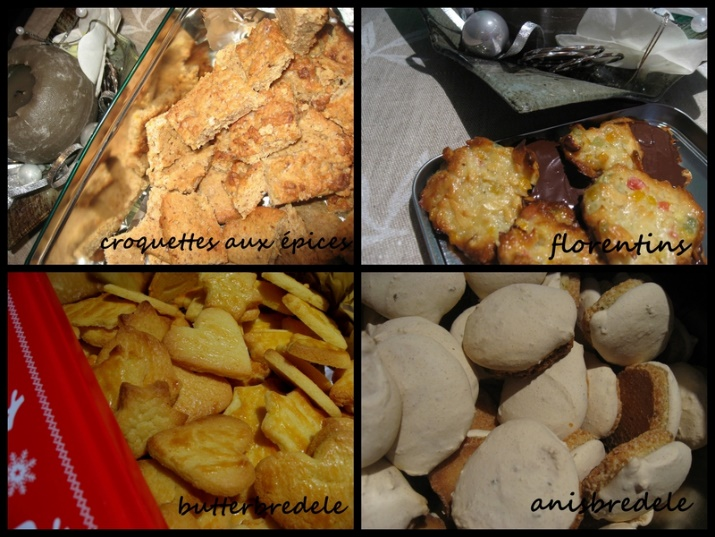 croquettes aux épices
florentins
butterbredele
anisbredele